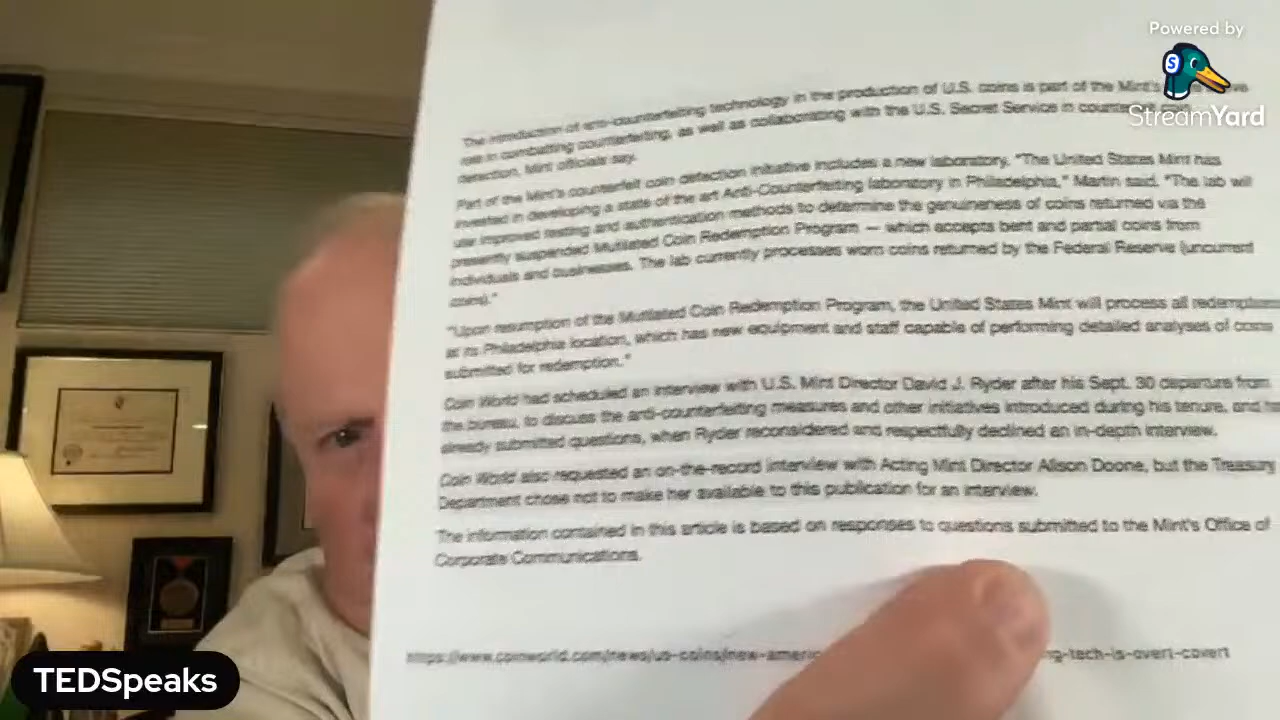 Powered by
StreamYard
The introduction of anti-counterfeiting technology in the production of U.S. coins is part of the Mint's
role in combatting counterfeiting, as well as collaborating with the U.S. Secret Service in
detection, Mint officials say.
Part of the Mint's counterfeit coin detection initiative includes a new laboratory. "The United States Mint has
invested in developing a state of the art Anti-Counterfeiting laboratory in Philadelphia," Martin said. "The lab will
use improved testing and authentication methods to determine the genuineness of coins returned via the
presently suspended Mutilated Coin Redemption Program — which accepts bent and partial coins from
individuals and businesses. The lab currently processes worn coins returned by the Federal Reserve (uncurrent
coins)."
"Upon resumption of the Mutilated Coin Redemption Program, the United States Mint will process all
at its Philadelphia location, which has new equipment and staff capable of performing detailed analyses of coins
submitted for redemption."
Coin World had scheduled an interview with U.S. Mint Director David J. Ryder after his Sept. 30 departure from
the bureau, to discuss the anti-counterfeiting measures and other initiatives introduced during his tenure, and
already submitted questions, when Ryder reconsidered and respectfully declined an in-depth interview.
Coin World also requested an on-the-record interview with Acting Mint Director Alison Doone, but the Treasury
Department chose not to make her available to this publication for an interview.
The information contained in this article is based on responses to questions submitted to the Mint's Office of
Corporate Communications.
https://www.coinworld.com/news/us-coins/new-americ ng-tech-is-overt-covert
TEDSpeaks